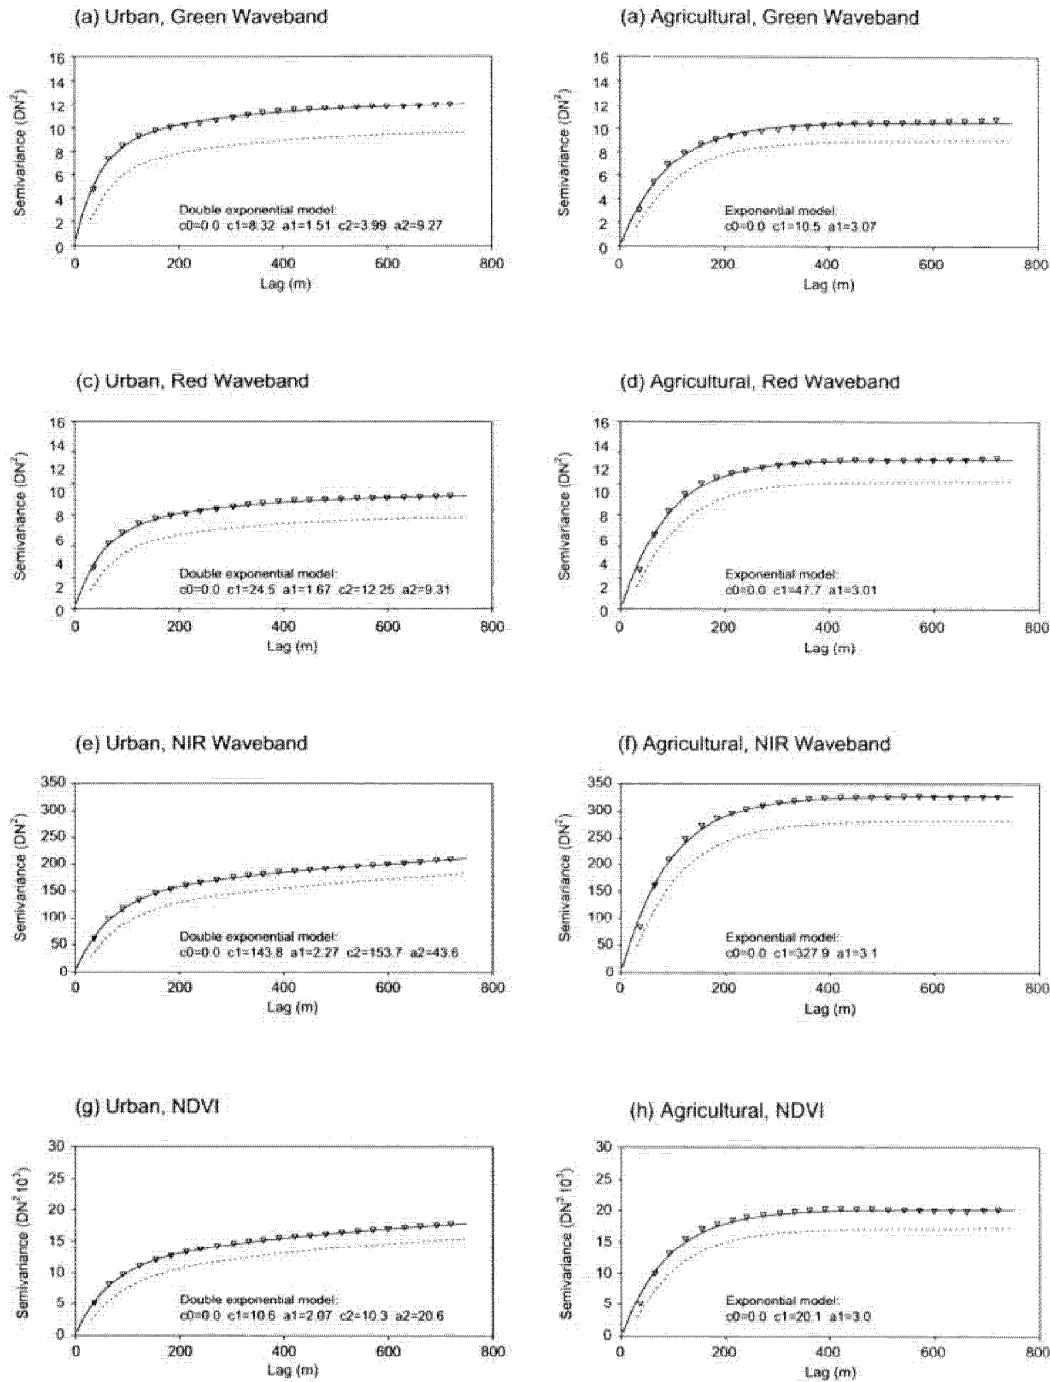 (a) Urban, Green Waveband
(a) Agricultural, Green Waveband
Semivariance (DN²)
16
14
12
10
8
6
4
2
0
Double exponential model:
c0=0.0 c1=8.32 a1=1.51 c2=3.99 a2=9.27
0 200 400 600 800
Lag (m)
Semivariance (DN²)
16
14
12
10
8
6
4
2
0
Exponential model:
c0=0.0 c1=10.5 a1=3.07
0 200 400 600 800
Lag (m)
(c) Urban, Red Waveband
(d) Agricultural, Red Waveband
Semivariance (DN²)
16
14
12
10
8
6
4
2
0
Double exponential model:
c0=0.0 c1=24.5 a1=1.67 c2=12.25 a2=9.31
0 200 400 600 800
Lag (m)
Semivariance (DN²)
16
14
12
10
8
6
4
2
0
Exponential model:
c0=0.0 c1=47.7 a1=3.01
0 200 400 600 800
Lag (m)
(e) Urban, NIR Waveband
(f) Agricultural, NIR Waveband
Semivariance (DN²)
350
300
250
200
150
100
50
0
Double exponential model:
c0=0.0 c1=143.8 a1=2.27 c2=153.7 a2=43.6
0 200 400 600 800
Lag (m)
Semivariance (DN²)
350
300
250
200
150
100
50
0
Exponential model:
c0=0.0 c1=327.9 a1=3.1
0 200 400 600 800
Lag (m)
(g) Urban, NDVI
(h) Agricultural, NDVI
Semivariance (DN² 10³)
30
25
20
15
10
5
0
Double exponential model:
c0=0.0 c1=10.6 a1=2.07 c2=10.3 a2=20.6
0 200 400 600 800
Lag (m)
Semivariance (DN² 10³)
30
25
20
15
10
5
0
Exponential model:
c0=0.0 c1=20.1 a1=3.0
0 200 400 600 800
Lag (m)